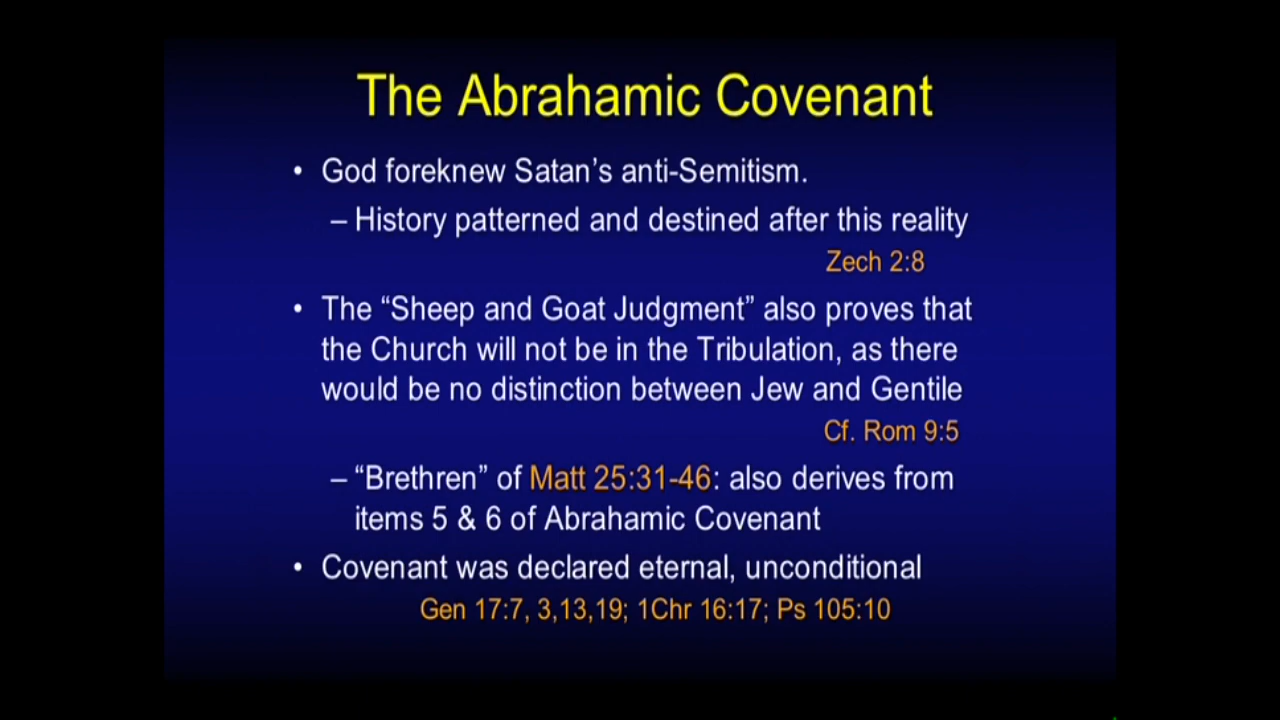 The Abrahamic Covenant
• God foreknew Satan’s anti-Semitism.
– History patterned and destined after this reality
Zech 2:8
• The “Sheep and Goat Judgment” also proves that
the Church will not be in the Tribulation, as there
would be no distinction between Jew and Gentile
Cf. Rom 9:5
– “Brethren” of Matt 25:31-46: also derives from
items 5 & 6 of Abrahamic Covenant
• Covenant was declared eternal, unconditional
Gen 17:7, 3,13,19; 1Chr 16:17; Ps 105:10